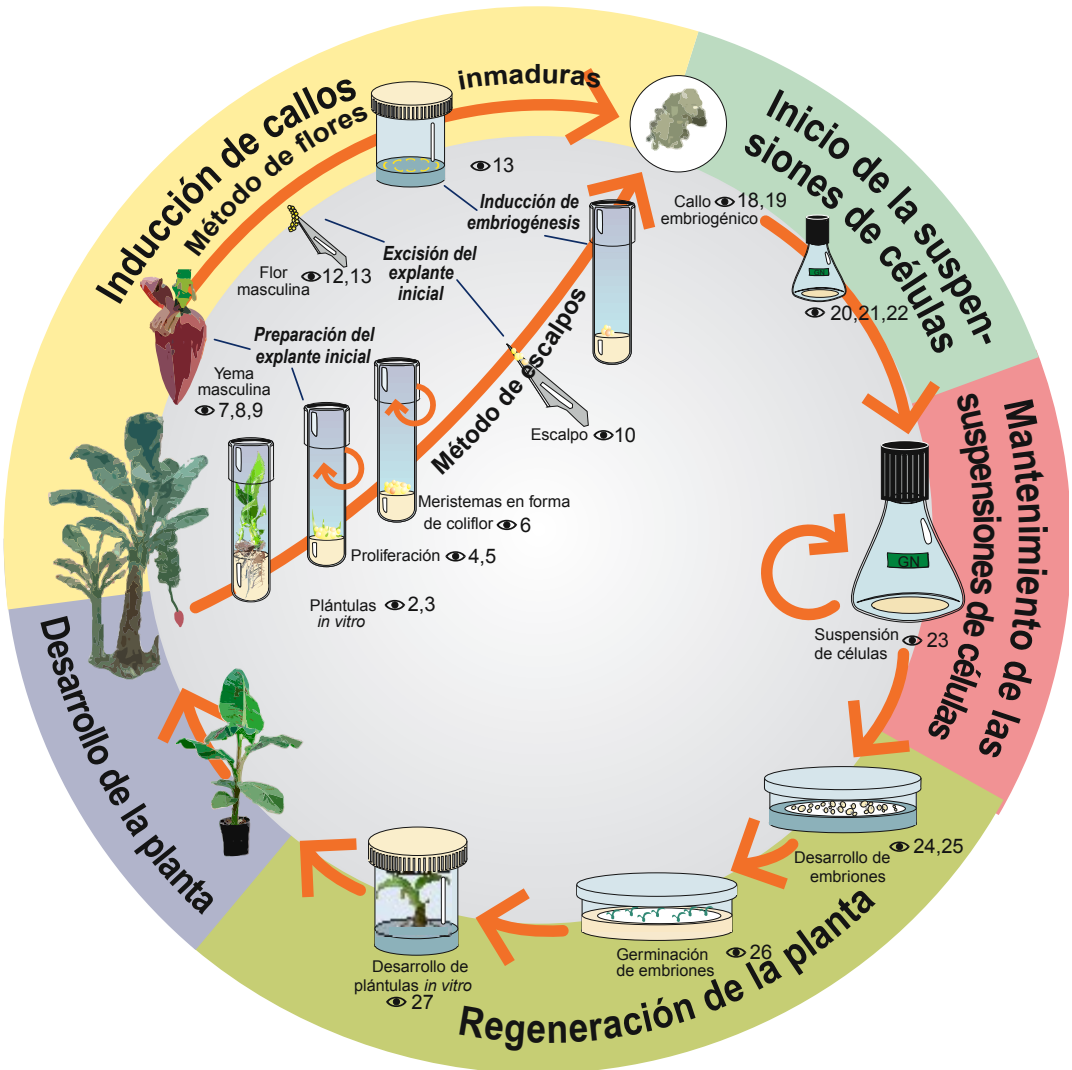 Inducción de callos
Método de flores
inmaduras
Inicio de la suspen-
siones de células
Mantenimiento de las
suspensiones de células
Regeneración de la planta
Desarrollo de la planta
13
Inducción de
embriogénesis
Callo 18,19
embriogénico
GN
20,21,22
Flor
masculina 12,13
Excisión del
explante
inicial
Preparación del
explante inicial
Yema
masculina
7,8,9
Método de escalpos
Escalpo 10
Meristemas en forma
de coliflor 6
Proliferación 4,5
Plántulas 2,3
in vitro
GN
Suspensión
de células 23
24,25
Desarrollo de
embriones
Germinación
de embriones 26
Desarrollo de
plántulas in vitro
27